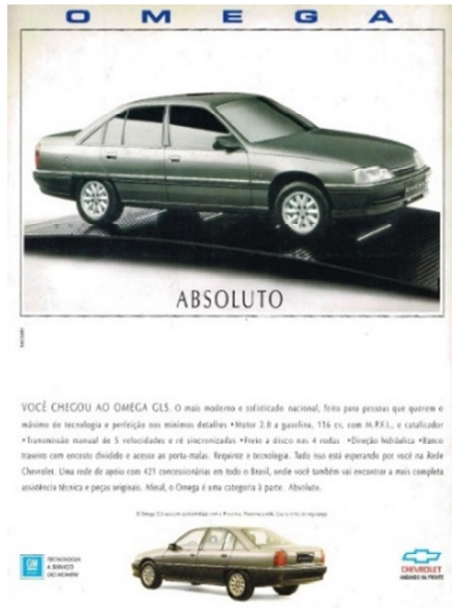 OMEGA
ABSOLUTO
VOCÊ CHEGOU AO OMEGA GLS. O mais moderno e sofisticado nacional, feito para pessoas que querem o
máximo de tecnologia e perfeição nos mínimos detalhes •Motor 2.0 a gasolina, 116 cv, com M.P.F.I., e catalisador
•Transmissão manual de 5 velocidades e ré sincronizadas •Freio a disco nas 4 rodas •Direção hidráulica •Banco
traseiro com encosto dividido e acesso ao porta-malas. Requinte e tecnologia. Tudo isso está esperando por você na Rede
Chevrolet. Uma rede de apoio com 421 concessionárias em todo o Brasil, onde você também vai encontrar a mais completa
assistência técnica e peças originais. Afinal, o Omega é uma categoria à parte. Absoluto.
GM
TECNOLOGIA
A SERVIÇO
DO HOMEM
CHEVROLET
ANDANDO NA FRENTE